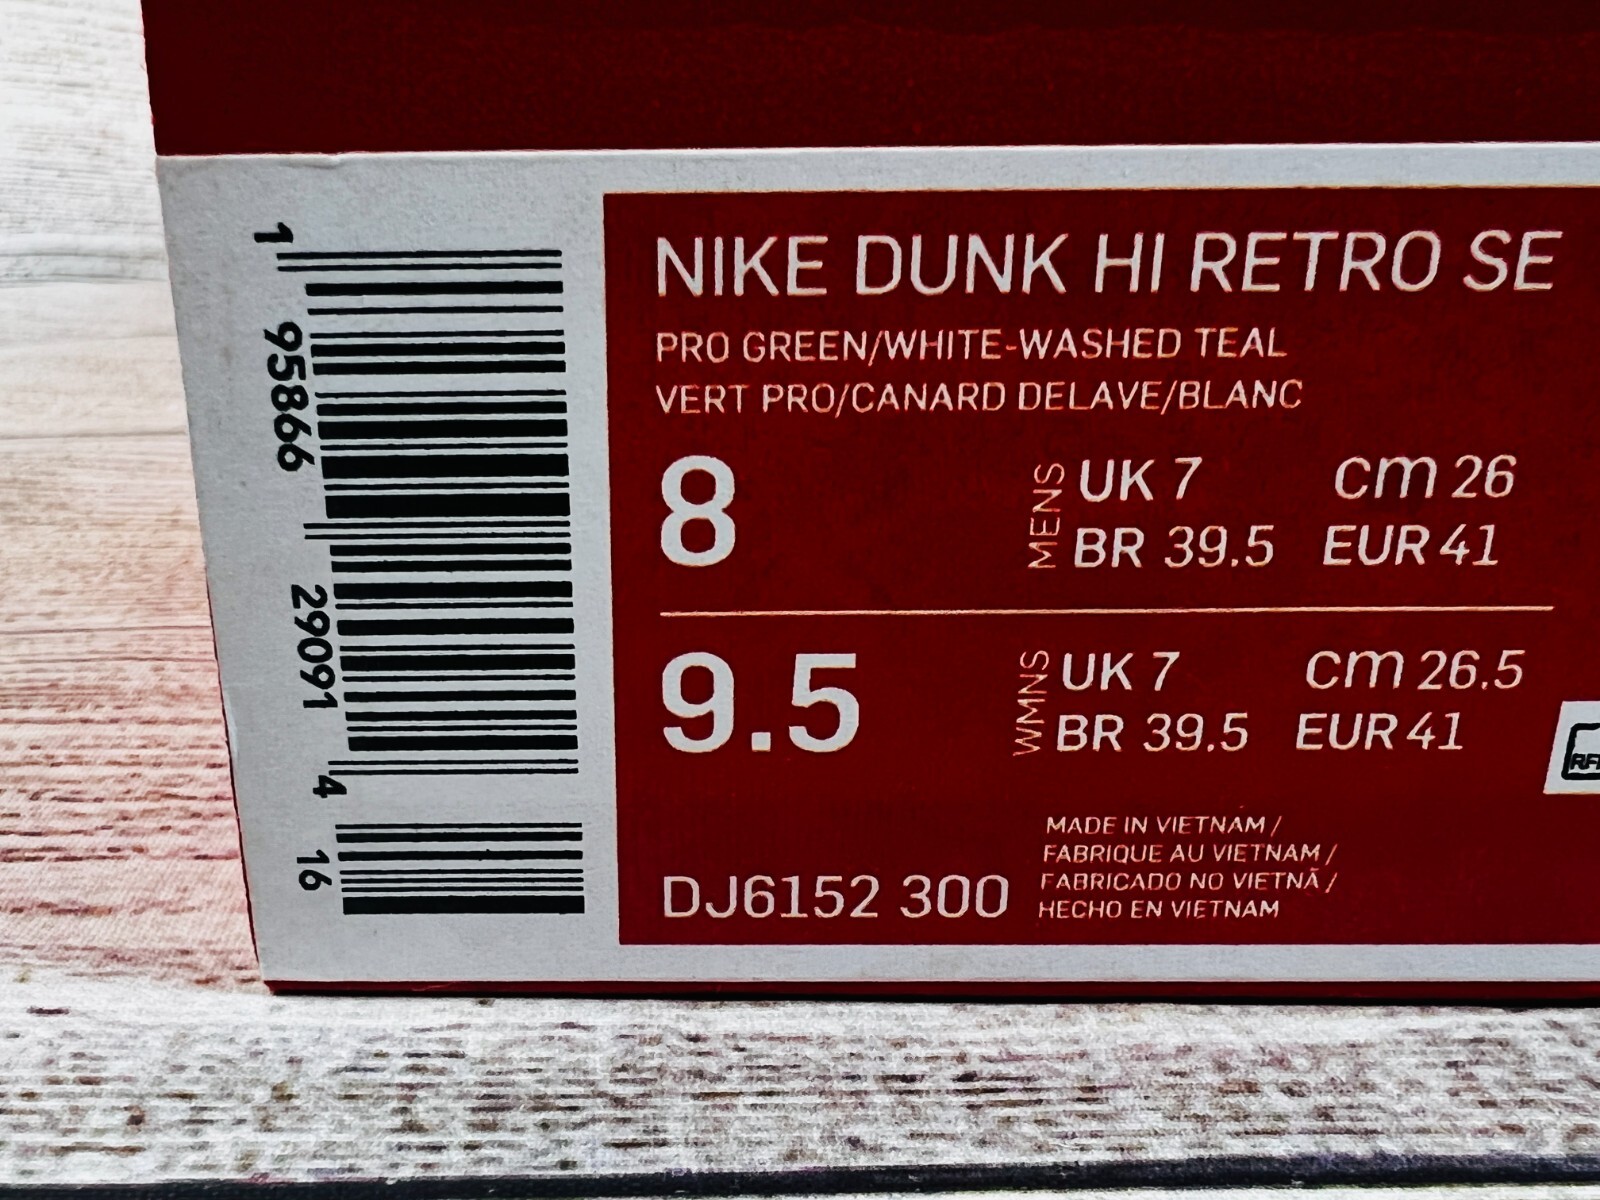 1 95866 29091 4 16
NIKE DUNK HI RETRO SE
PRO GREEN/WHITE-WASHED TEAL
VERT PRO/CANARD DELAVE/BLANC
8 MENS UK 7 cm 26
BR 39.5 EUR 41
9.5 WMNS UK 7 cm 26.5
BR 39.5 EUR 41
DJ6152 300
MADE IN VIETNAM /
FABRIQUE AU VIETNAM /
FABRICADO NO VIETNÃ /
HECHO EN VIETNAM